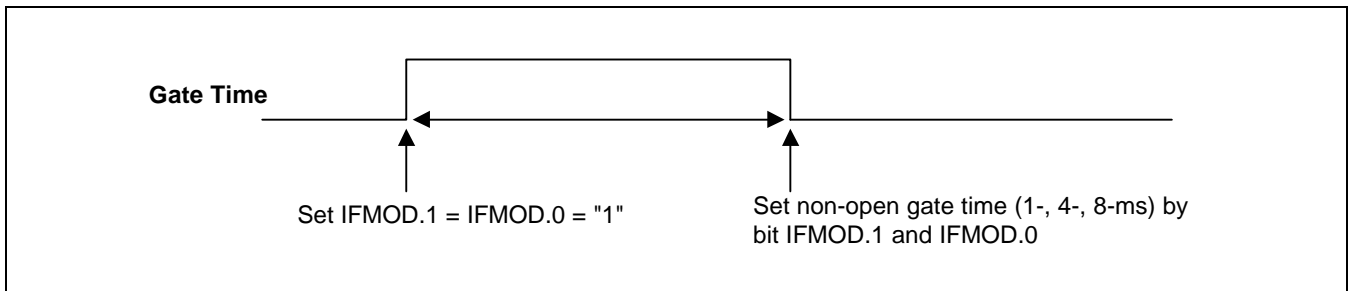 Gate Time
Set IFMOD.1 = IFMOD.0 = "1"
Set non-open gate time (1-, 4-, 8-ms) by
bit IFMOD.1 and IFMOD.0